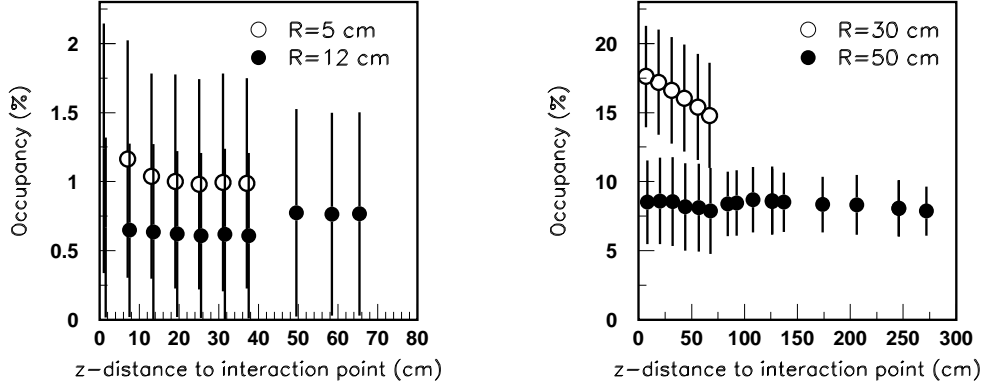 R=5 cm
R=12 cm
2
1.5
1
0.5
0
Occupancy (%)
0 10 20 30 40 50 60 70 80
z-distance to interaction point (cm)
R=30 cm
R=50 cm
20
15
10
5
0
Occupancy (%)
0 50 100 150 200 250 300
z-distance to interaction point (cm)